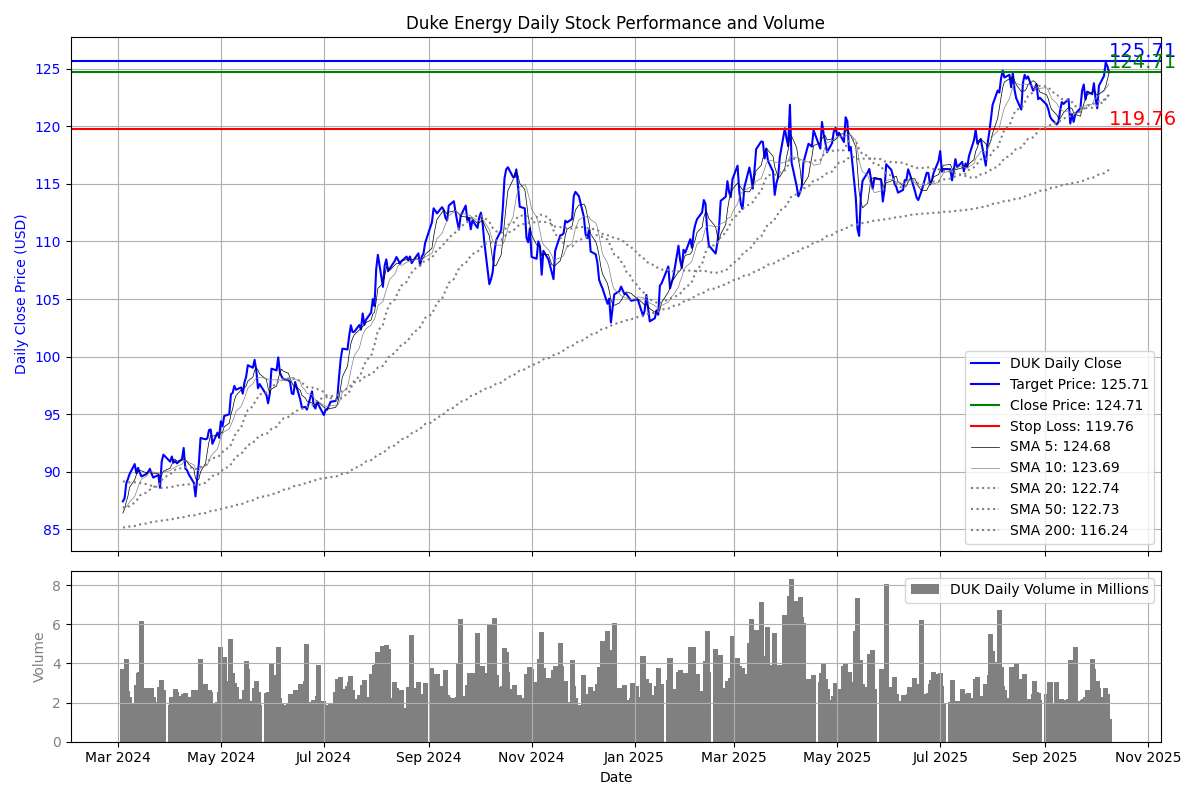 Duke Energy Daily Stock Performance and Volume
Daily Close Price (USD)
125
120
115
110
105
100
95
90
85
125.71
124.71
119.76
DUK Daily Close
Target Price: 125.71
Close Price: 124.71
Stop Loss: 119.76
SMA 5: 124.68
SMA 10: 123.69
SMA 20: 122.74
SMA 50: 122.73
SMA 200: 116.24
Volume
8
6
4
2
0
DUK Daily Volume in Millions
Mar 2024 May 2024 Jul 2024 Sep 2024 Nov 2024 Jan 2025 Mar 2025 May 2025 Jul 2025 Sep 2025 Nov 2025
Date